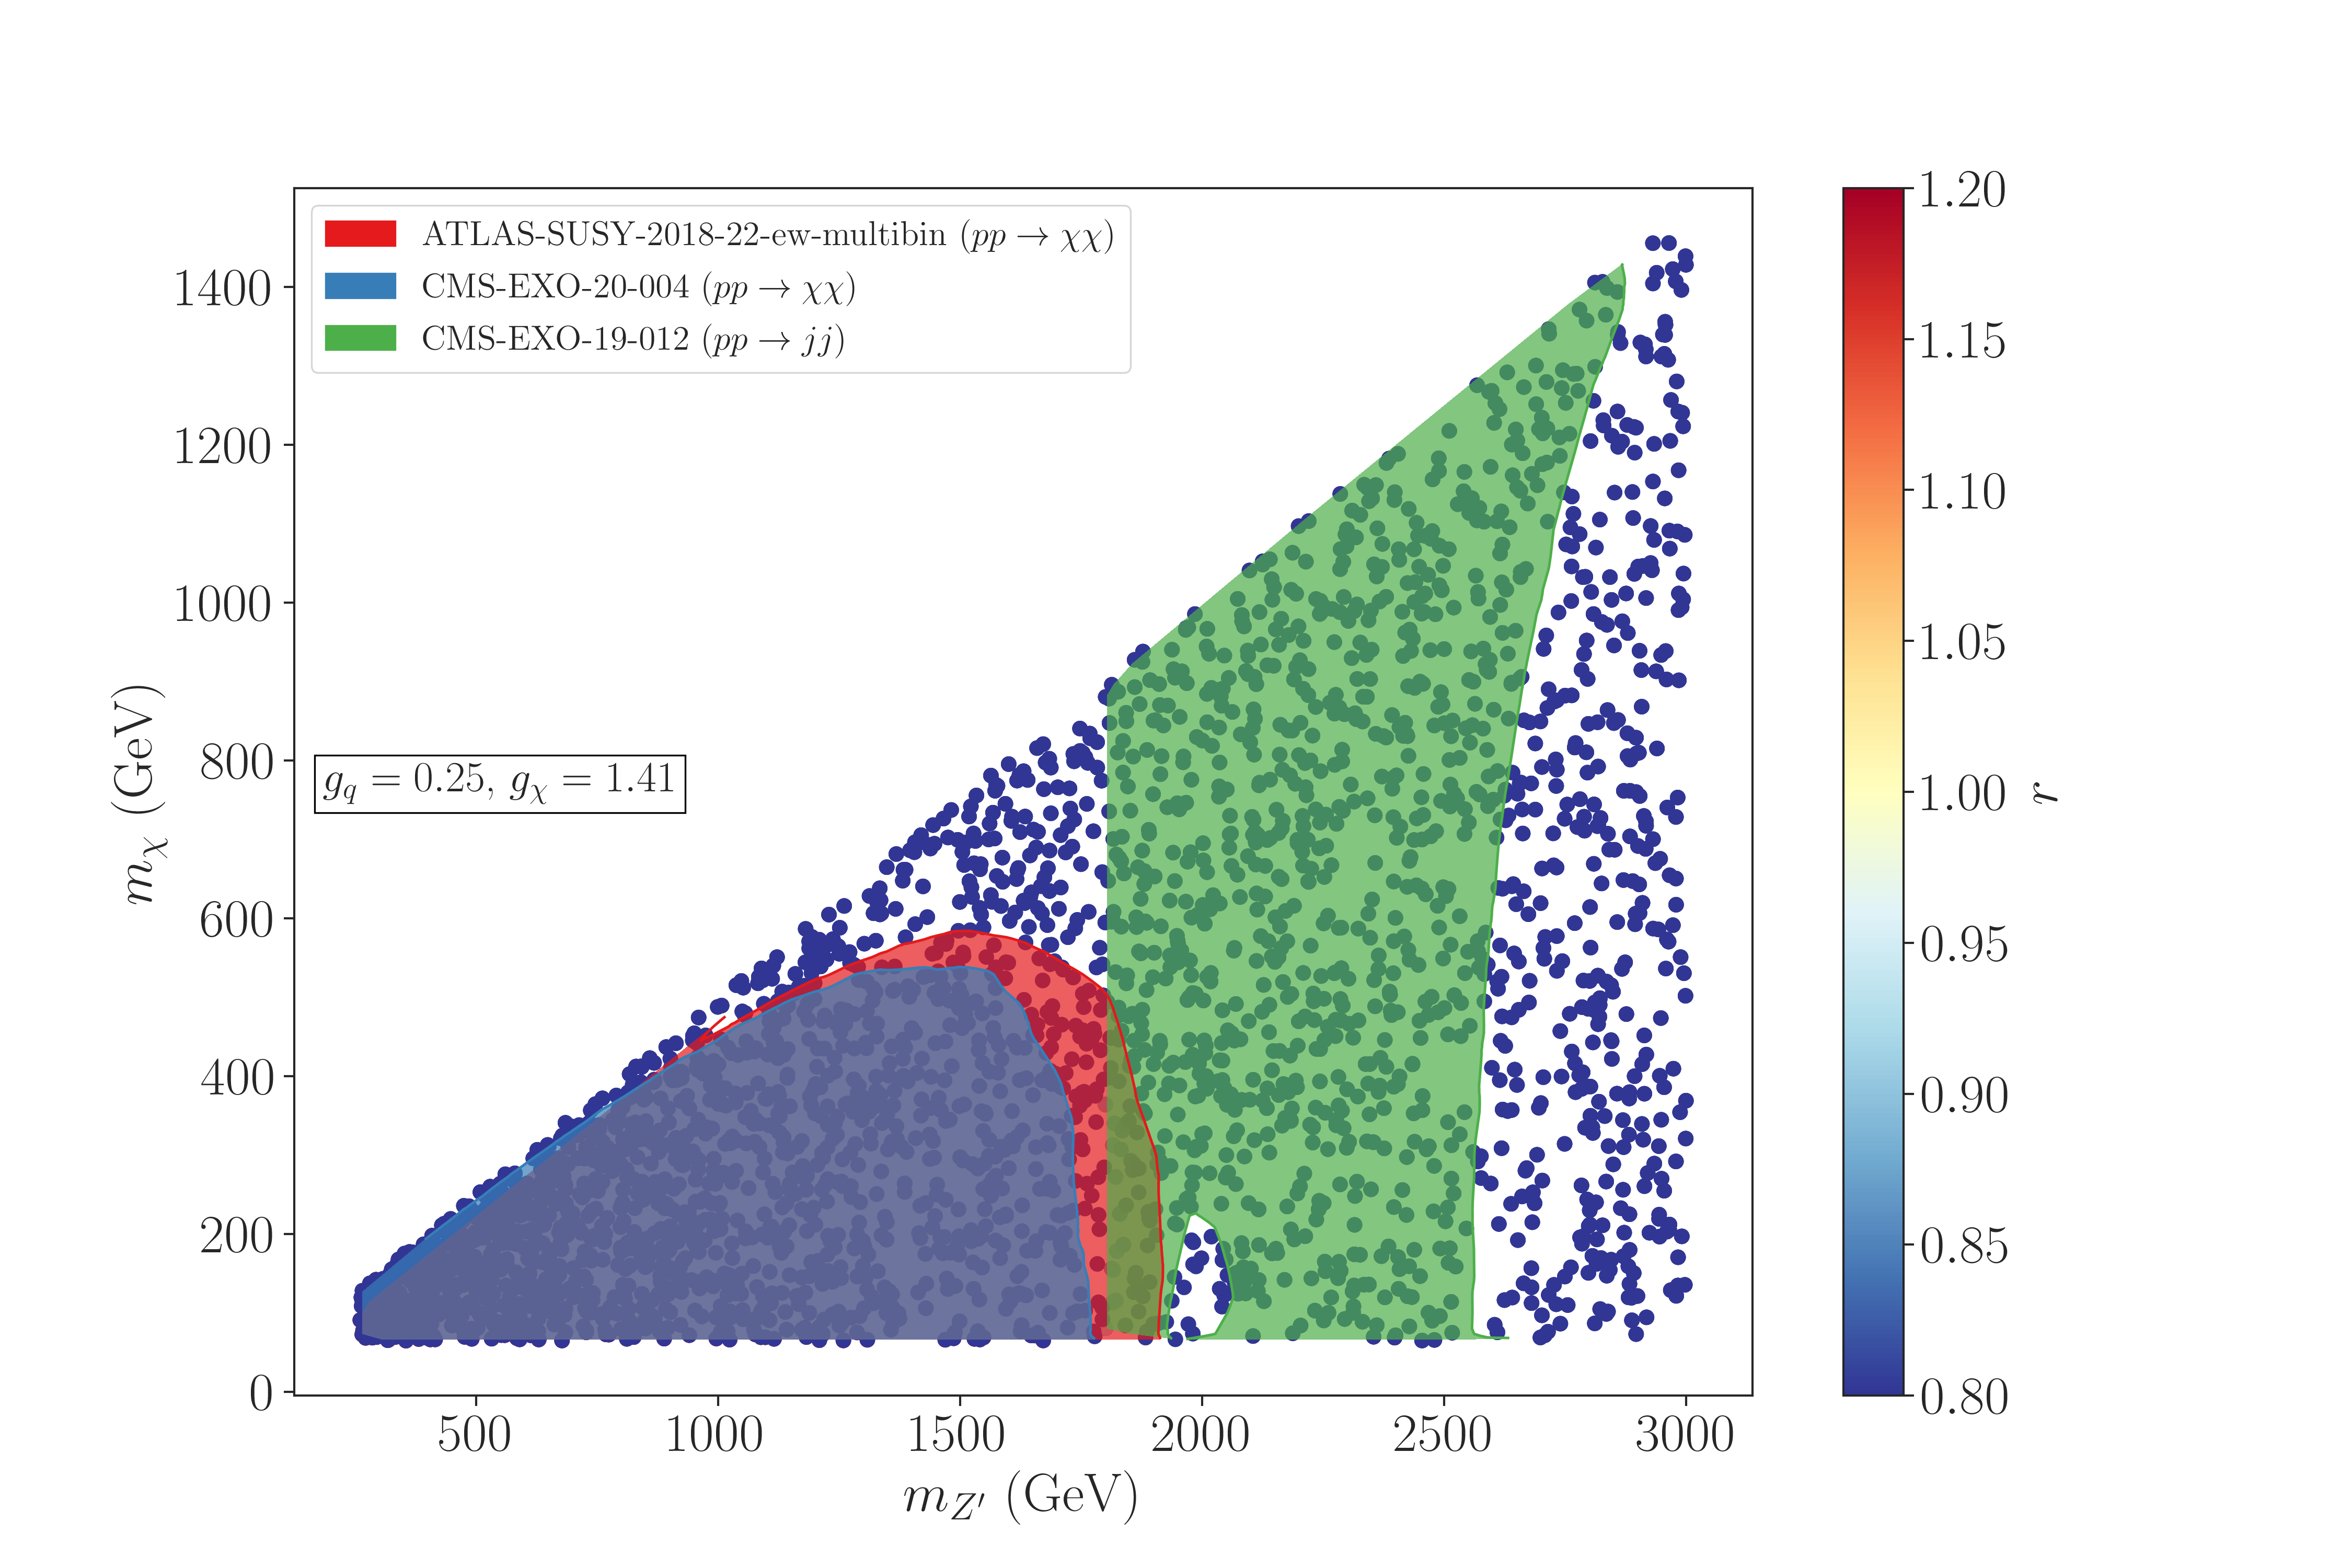 ATLAS-SUSY-2018-22-ew-multibin (pp → χχ)
CMS-EXO-20-004 (pp → χχ)
CMS-EXO-19-012 (pp → jj)
g_q = 0.25, g_χ = 1.41
m_χ (GeV)
1400
1200
1000
800
600
400
200
0
500 1000 1500 2000 2500 3000
m_{Z′} (GeV)
1.20
1.15
1.10
1.05
1.00
0.95
0.90
0.85
0.80
r